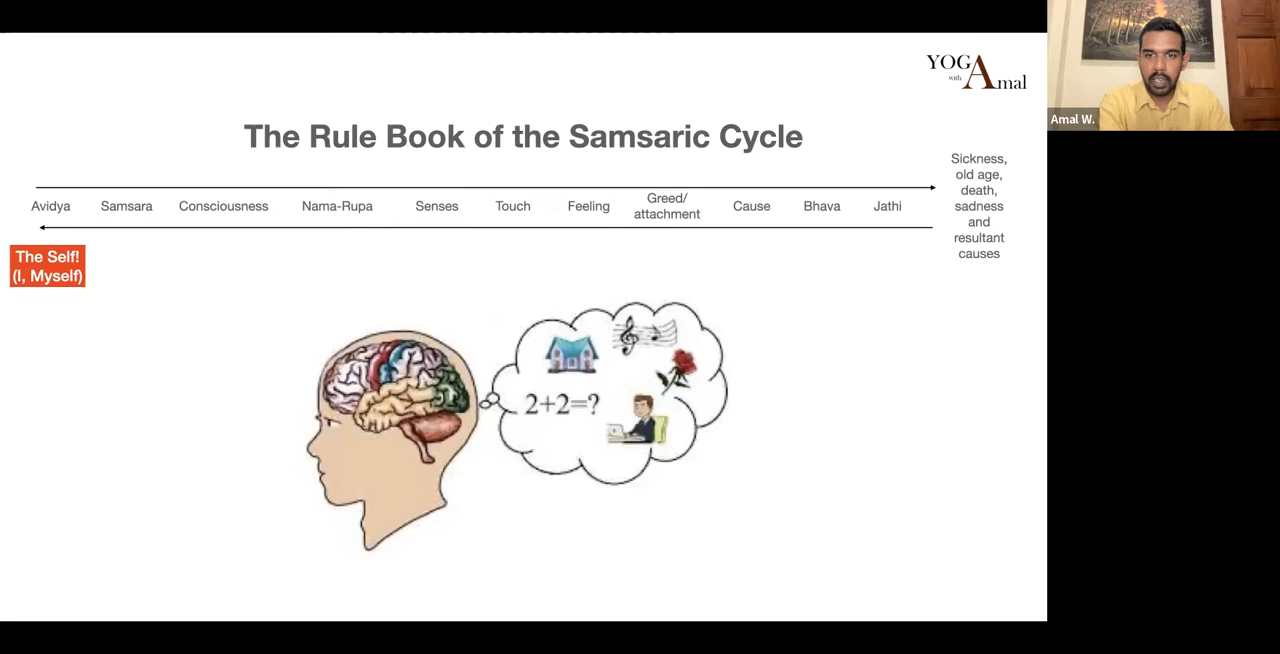 YOGA
with Amal
Amal W.
The Rule Book of the Samsaric Cycle
Sickness,
old age,
death,
sadness
and
resultant
causes
Avidya Samsara Consciousness Nama-Rupa Senses Touch Feeling Greed/
attachment Cause Bhava Jathi
The Self!
(I, Myself)
2+2=?